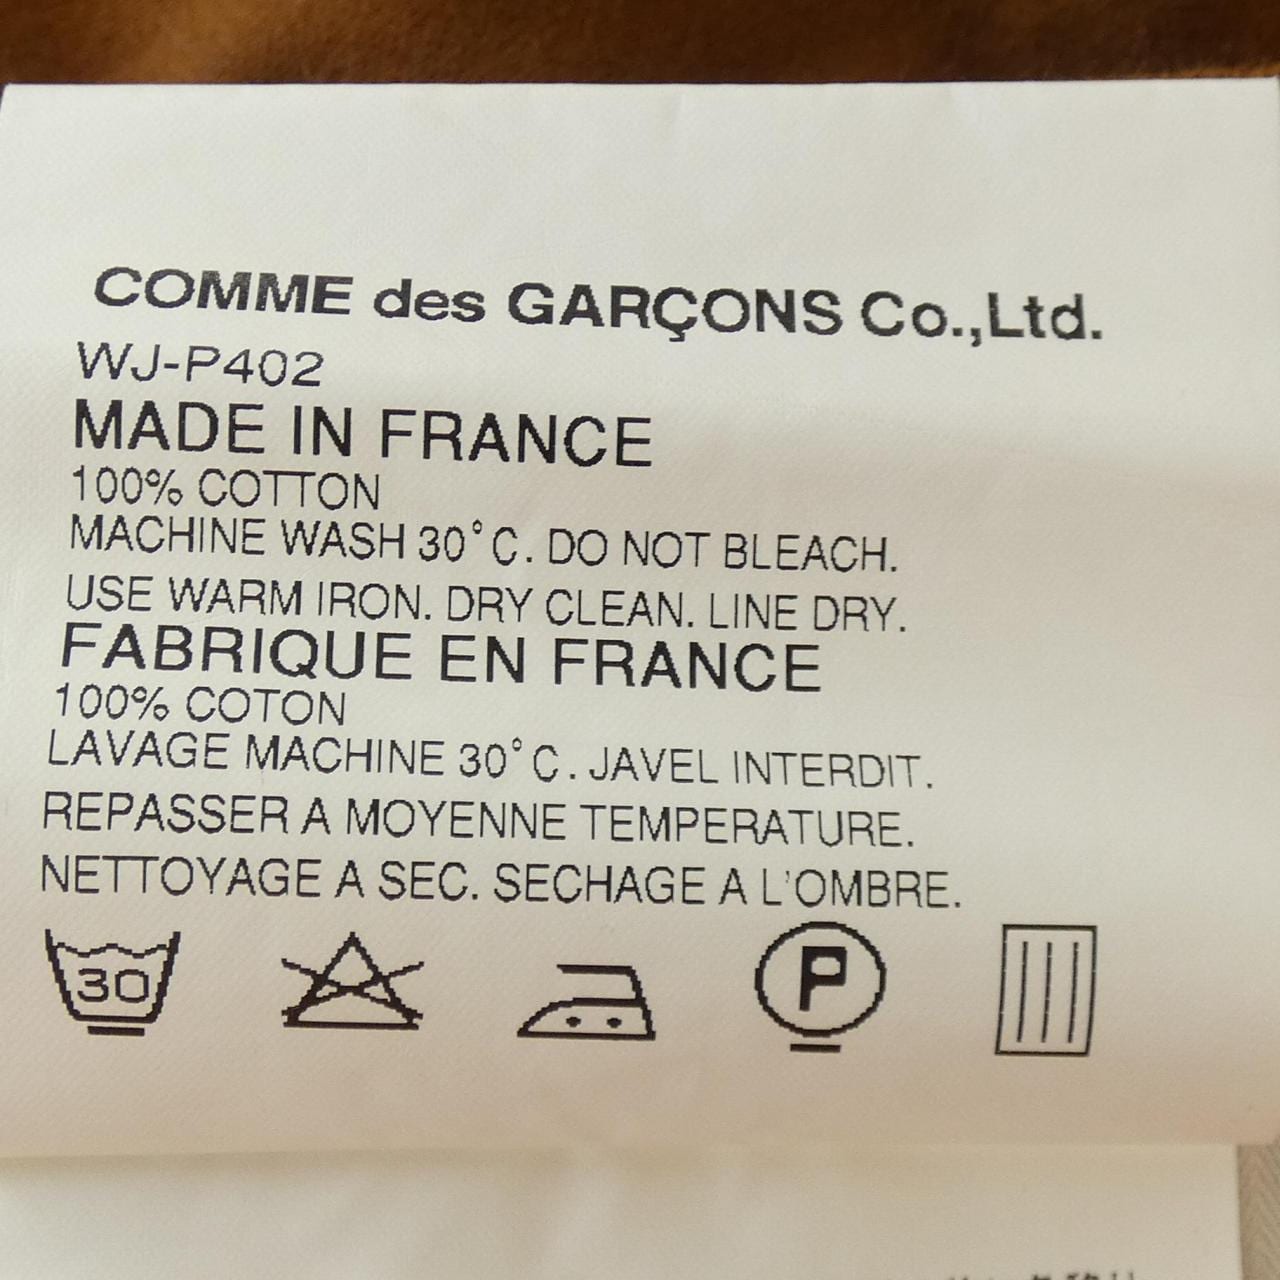 COMME des GARÇONS Co.,Ltd.
WJ-P402
MADE IN FRANCE
100% COTTON
MACHINE WASH 30°C. DO NOT BLEACH.
USE WARM IRON. DRY CLEAN. LINE DRY.
FABRIQUE EN FRANCE
100% COTON
LAVAGE MACHINE 30°C. JAVEL INTERDIT.
REPASSER A MOYENNE TEMPERATURE.
NETTOYAGE A SEC. SECHAGE A L'OMBRE.
30 P